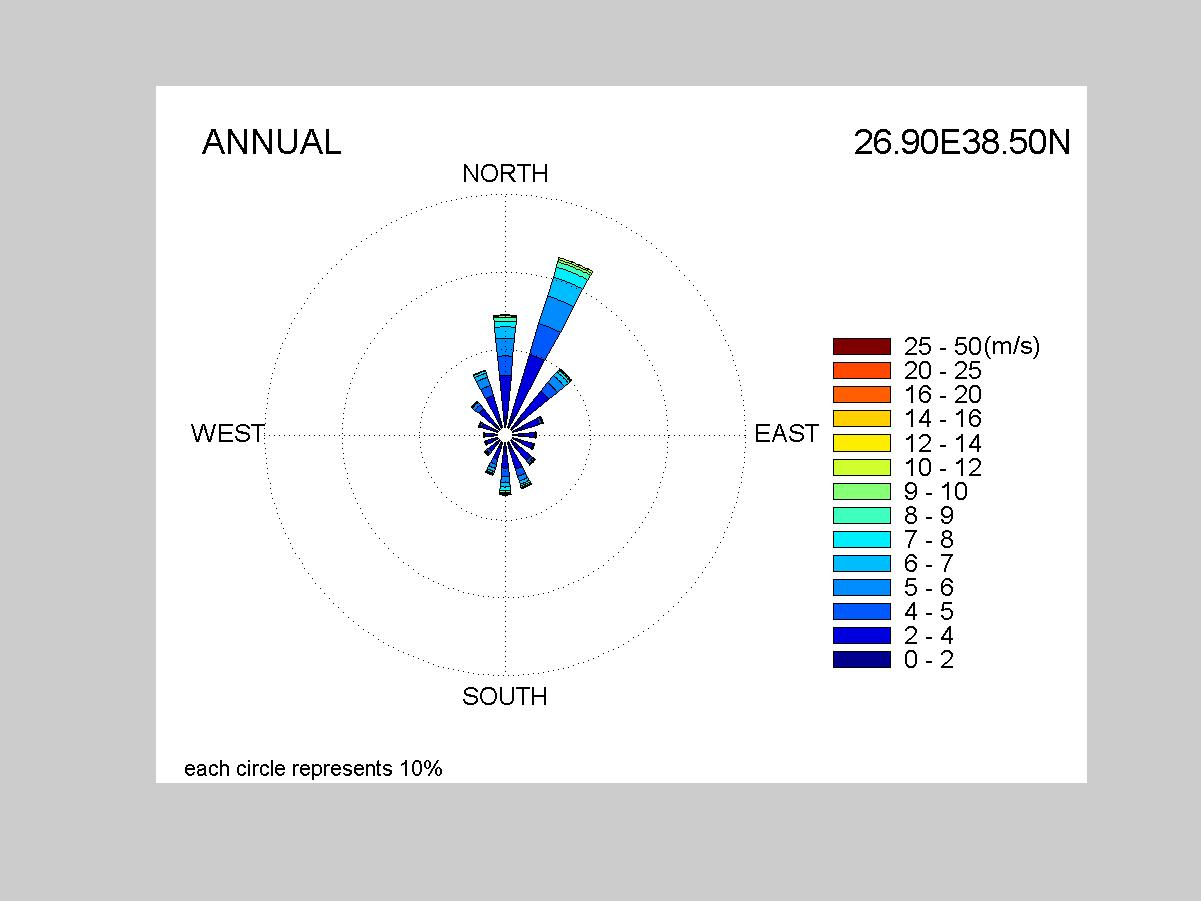 ANNUAL
26.90E38.50N
NORTH
WEST
EAST
SOUTH
25 - 50(m/s)
20 - 25
16 - 20
14 - 16
12 - 14
10 - 12
9 - 10
8 - 9
7 - 8
6 - 7
5 - 6
4 - 5
2 - 4
0 - 2
each circle represents 10%